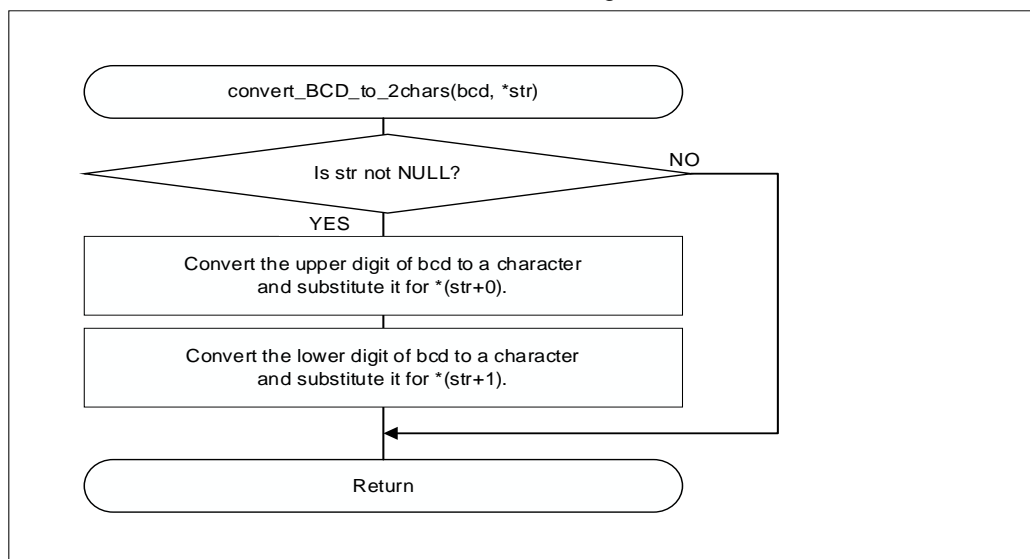 convert_BCD_to_2chars(bcd, *str)
Is str not NULL?
NO
YES
Convert the upper digit of bcd to a character
and substitute it for *(str+0).
Convert the lower digit of bcd to a character
and substitute it for *(str+1).
Return